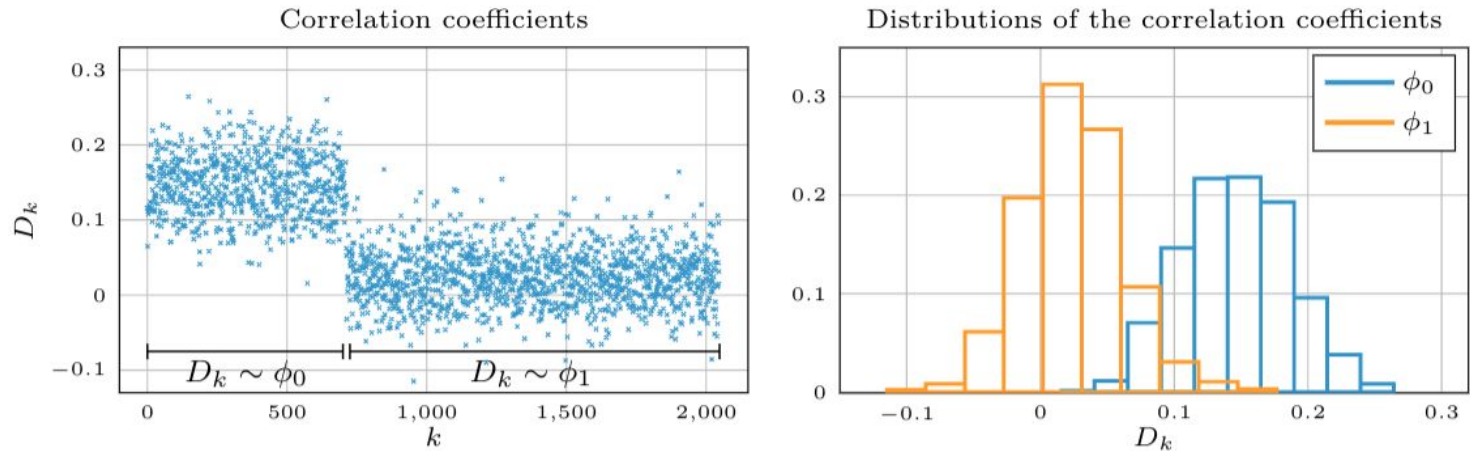 Correlation coefficients
D_k
0.3
0.2
0.1
0
−0.1
D_k ∼ ϕ_0
D_k ∼ ϕ_1
0
500
1,000
1,500
2,000
k
Distributions of the correlation coefficients
0.3
0.2
0.1
0
ϕ_0
ϕ_1
−0.1
0
0.1
0.2
0.3
D_k